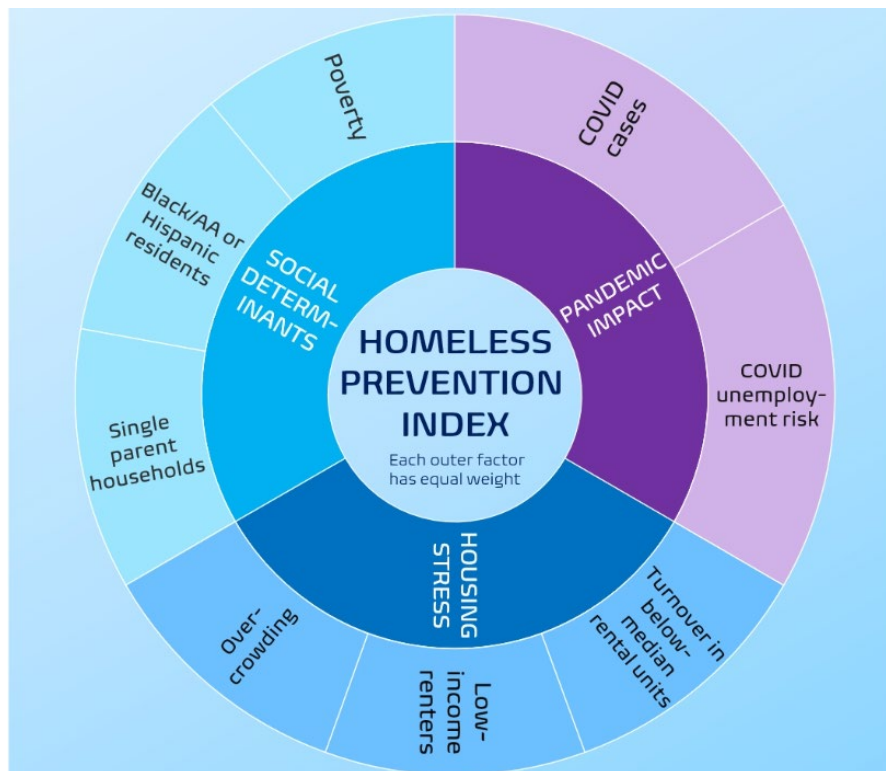 HOMELESS
PREVENTION
INDEX
Each outer factor
has equal weight
PANDEMIC
IMPACT
COVID
cases
COVID
unemploy-
ment risk
HOUSING
STRESS
Turnover in
below-
median
rental units
Low-
income
renters
Over-
crowding
SOCIAL
DETERM-
INANTS
Single
parent
households
Black/AA or
Hispanic
residents
Poverty